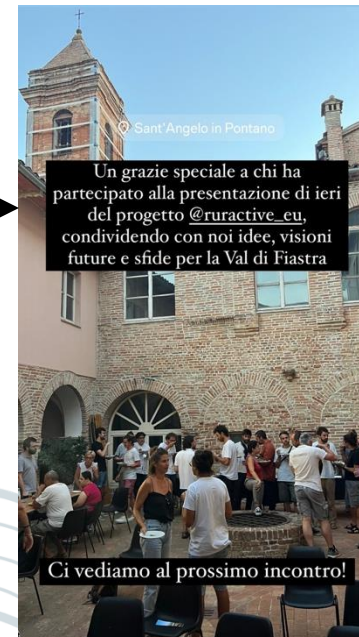 Sant'Angelo in Pontano
Un grazie speciale a chi ha
partecipato alla presentazione di ieri
del progetto @ruractive_eu,
condividendo con noi idee, visioni
future e sfide per la Val di Fiastra
Ci vediamo al prossimo incontro!